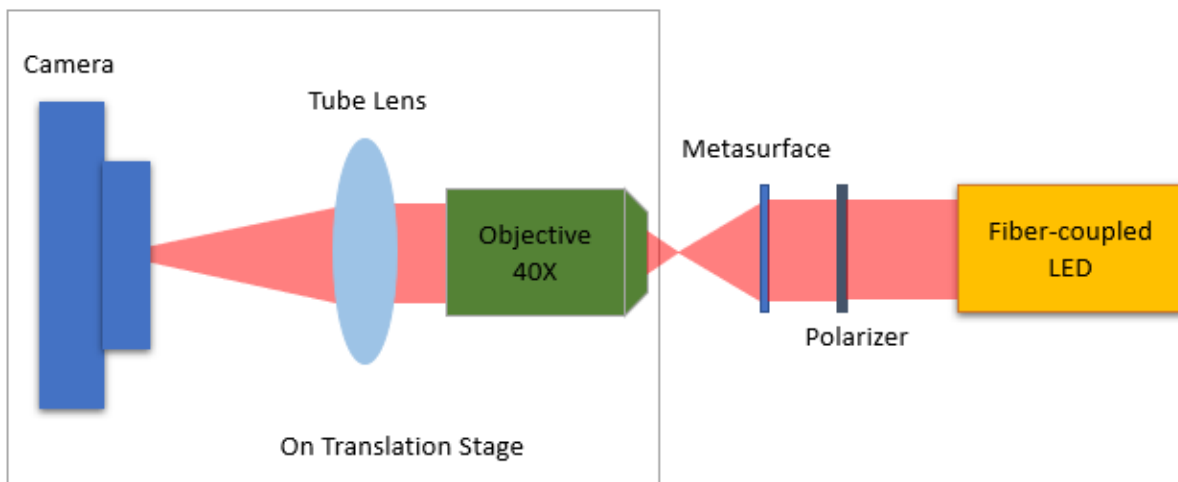 Camera
Tube Lens
Metasurface
Objective
40X
Fiber-coupled
LED
Polarizer
On Translation Stage